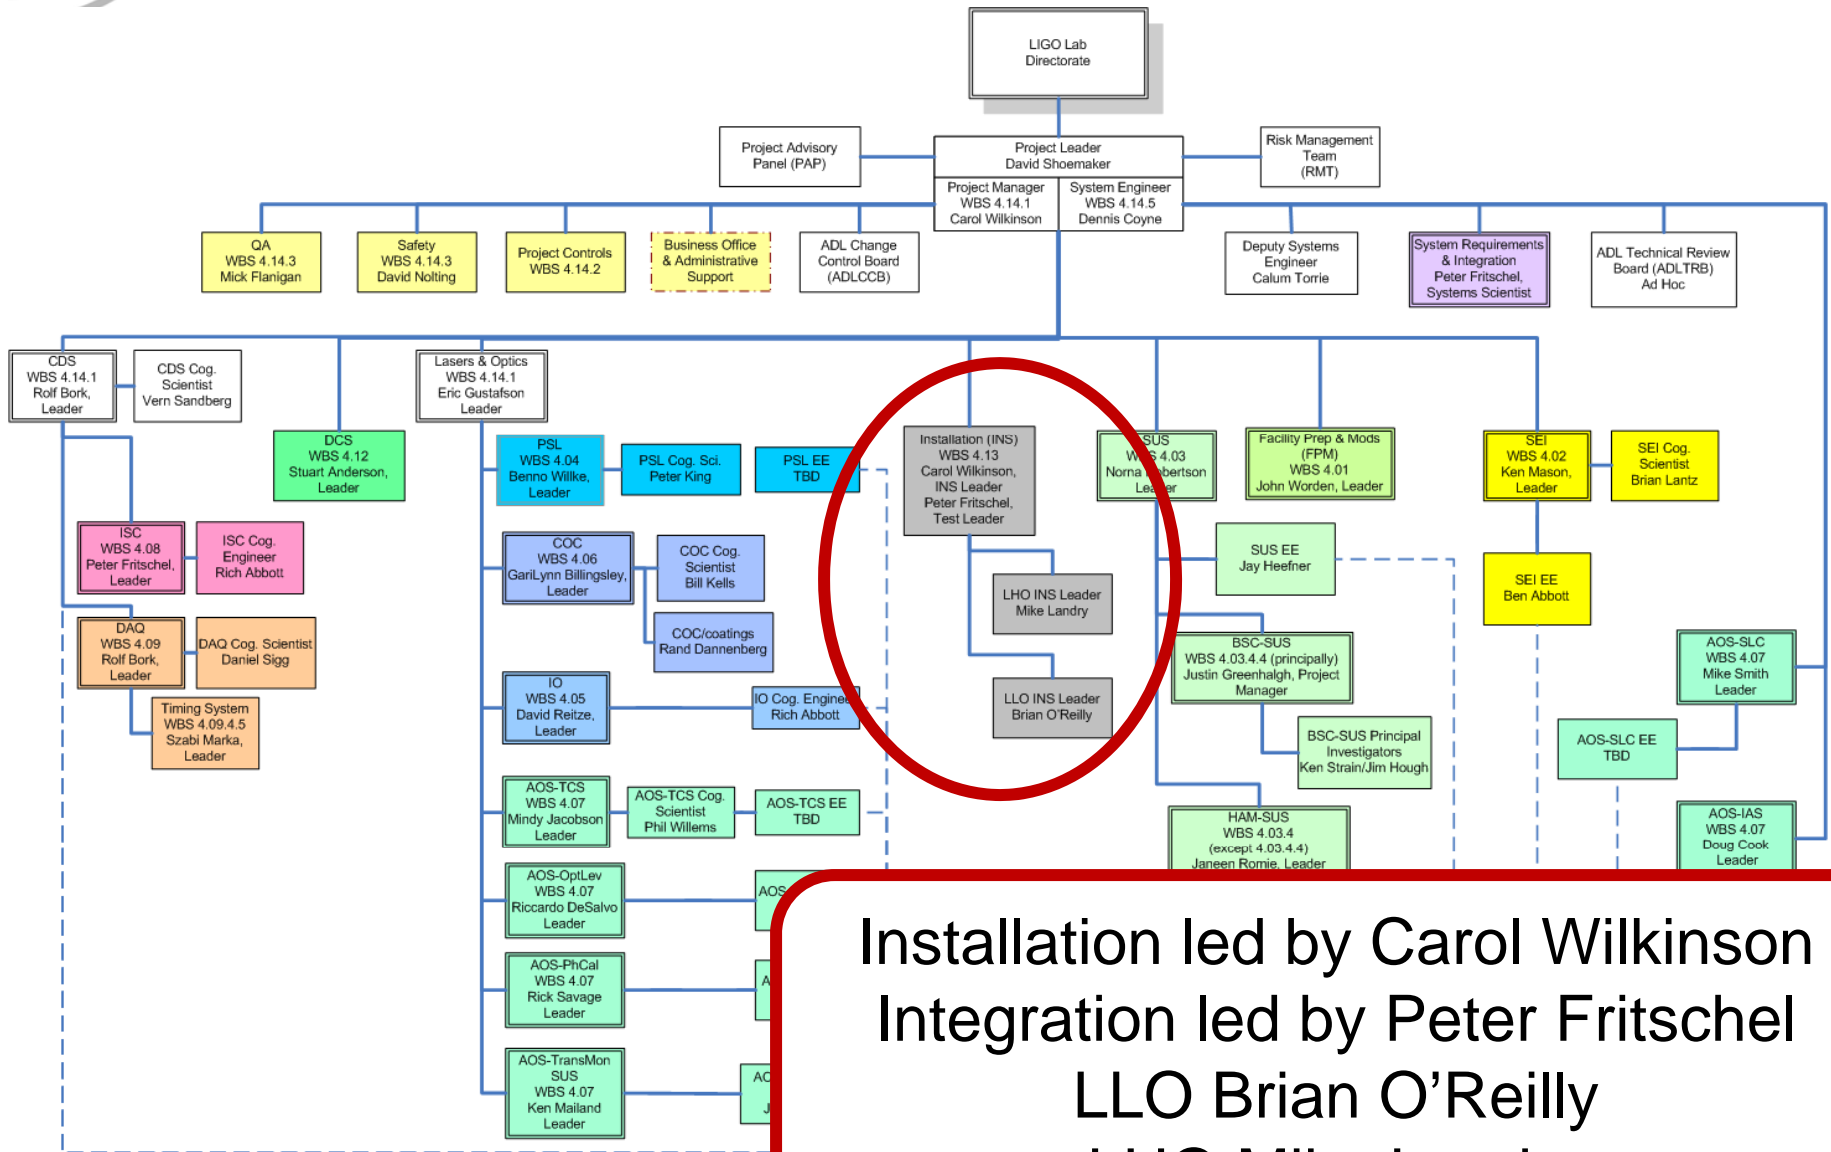 LIGO Lab
Directorate
Project Advisory
Panel (PAP)
Project Leader
David Shoemaker
Risk Management
Team
(RMT)
Project Manager
WBS 4.14.1
Carol Wilkinson
System Engineer
WBS 4.14.5
Dennis Coyne
QA
WBS 4.14.3
Mick Flanigan
Safety
WBS 4.14.3
David Nolting
Project Controls
WBS 4.14.2
Business Office
& Administrative
Support
ADL Change
Control Board
(ADLCCB)
Deputy Systems
Engineer
Calum Torrie
System Requirements
& Integration
Peter Fritschel,
Systems Scientist
ADL Technical Review
Board (ADLTRB)
Ad Hoc
CDS
WBS 4.14.1
Rolf Bork,
Leader
CDS Cog.
Scientist
Vern Sandberg
Lasers & Optics
WBS 4.14.1
Eric Gustafson
Leader
DCS
WBS 4.12
Stuart Anderson,
Leader
PSL
WBS 4.04
Benno Willke,
Leader
PSL Cog. Sci.
Peter King
PSL EE
TBD
Installation (INS)
WBS 4.13
Carol Wilkinson,
INS Leader
Peter Fritschel,
Test Leader
SUS
WBS 4.03
Norna Robertson
Leader
Facility Prep & Mods
(FPM)
WBS 4.01
John Worden, Leader
SEI
WBS 4.02
Ken Mason,
Leader
SEI Cog.
Scientist
Brian Lantz
ISC
WBS 4.08
Peter Fritschel,
Leader
ISC Cog.
Engineer
Rich Abbott
COC
WBS 4.06
GariLynn Billingsley,
Leader
COC Cog.
Scientist
Bill Kells
LHO INS Leader
Mike Landry
SUS EE
Jay Heefner
SEI EE
Ben Abbott
DAQ
WBS 4.09
Rolf Bork,
Leader
DAQ Cog. Scientist
Daniel Sigg
COC/coatings
Rand Dannenberg
BSC-SUS
WBS 4.03.4.4 (principally)
Justin Greenhalgh, Project
Manager
AOS-SLC
WBS 4.07
Mike Smith
Leader
Timing System
WBS 4.09.4.5
Szabi Marka,
Leader
IO
WBS 4.05
David Reitze,
Leader
IO Cog. Engineer
Rich Abbott
LLO INS Leader
Brian O'Reilly
BSC-SUS Principal
Investigators
Ken Strain/Jim Hough
AOS-SLC EE
TBD
AOS-TCS
WBS 4.07
Mindy Jacobson
Leader
AOS-TCS Cog.
Scientist
Phil Willems
AOS-TCS EE
TBD
HAM-SUS
WBS 4.03.4
(except 4.03.4.4)
Janeen Romie, Leader
AOS-IAS
WBS 4.07
Doug Cook
Leader
AOS-OptLev
WBS 4.07
Riccardo DeSalvo
Leader
AOS
AOS-PhCal
WBS 4.07
Rick Savage
Leader
AOS-TransMon
SUS
WBS 4.07
Ken Mailand
Leader
Installation led by Carol Wilkinson
Integration led by Peter Fritschel
LLO Brian O'Reilly